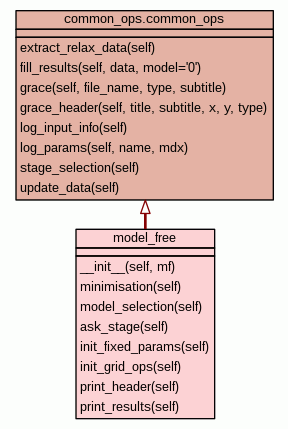 common_ops.common_ops
extract_relax_data(self)
fill_results(self, data, model='0')
grace(self, file_name, type, subtitle)
grace_header(self, title, subtitle, x, y, type)
log_input_info(self)
log_params(self, name, mdx)
stage_selection(self)
update_data(self)
model_free
__init__(self, mf)
minimisation(self)
model_selection(self)
ask_stage(self)
init_fixed_params(self)
init_grid_ops(self)
print_header(self)
print_results(self)